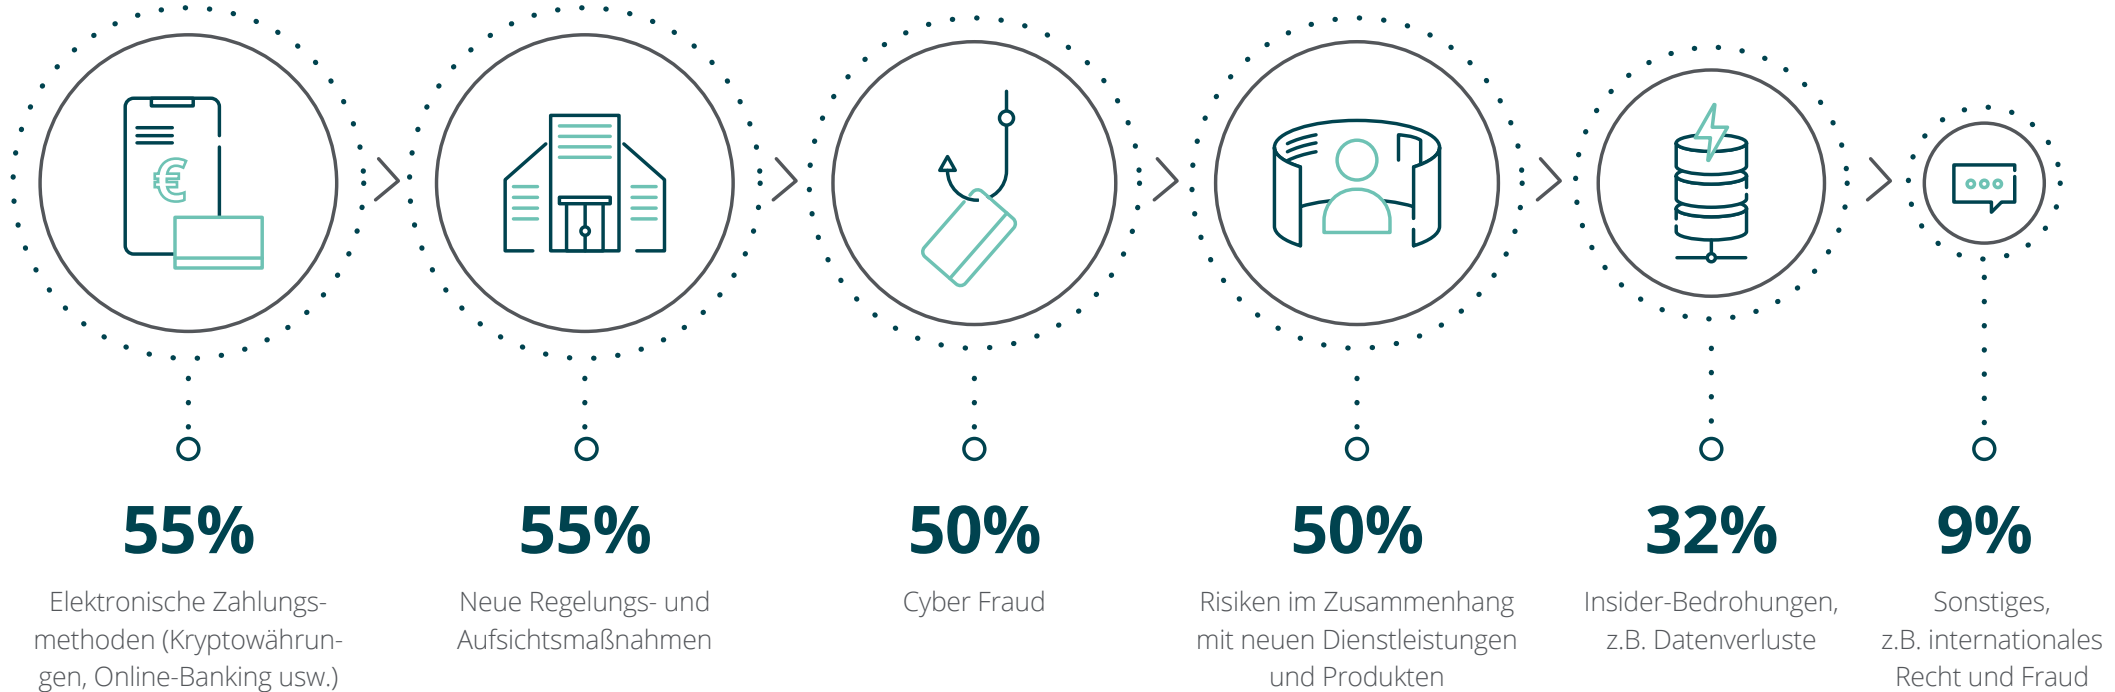 €
55%
Elektronische Zahlungs-
methoden (Kryptowährun-
gen, Online-Banking usw.)
55%
Neue Regelungs- und
Aufsichtsmaßnahmen
50%
Cyber Fraud
50%
Risiken im Zusammenhang
mit neuen Dienstleistungen
und Produkten
32%
Insider-Bedrohungen,
z.B. Datenverluste
9%
Sonstiges,
z.B. internationales
Recht und Fraud